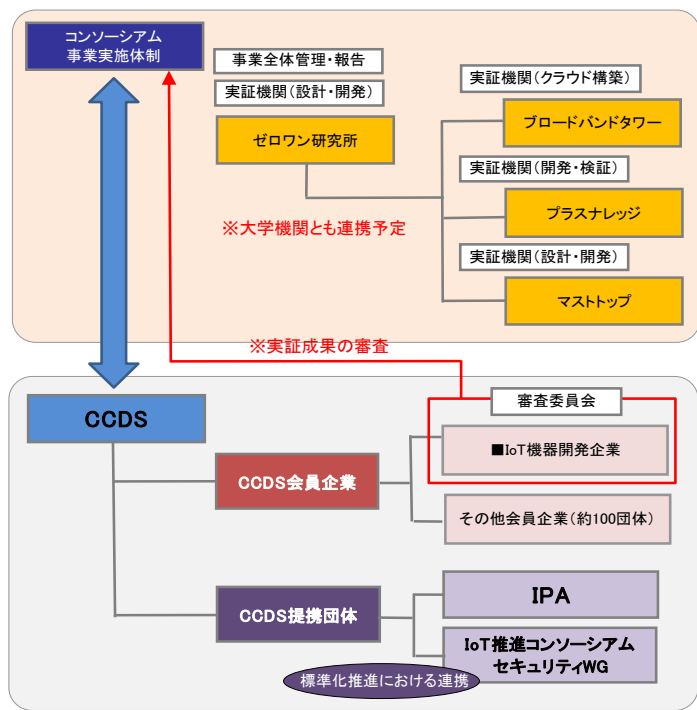 コンソーシアム
事業実施体制
事業全体管理・報告
実証機関(設計・開発)
ゼロワン研究所
実証機関(クラウド構築)
ブロードバンドタワー
実証機関(開発・検証)
プラスナレッジ
※大学機関とも連携予定
実証機関(設計・開発)
マストトップ
※実証成果の審査
CCDS
審査委員会
■IoT機器開発企業
CCDS会員企業
その他会員企業(約100団体)
CCDS提携団体
IPA
IoT推進コンソーシアム
セキュリティWG
標準化推進における連携